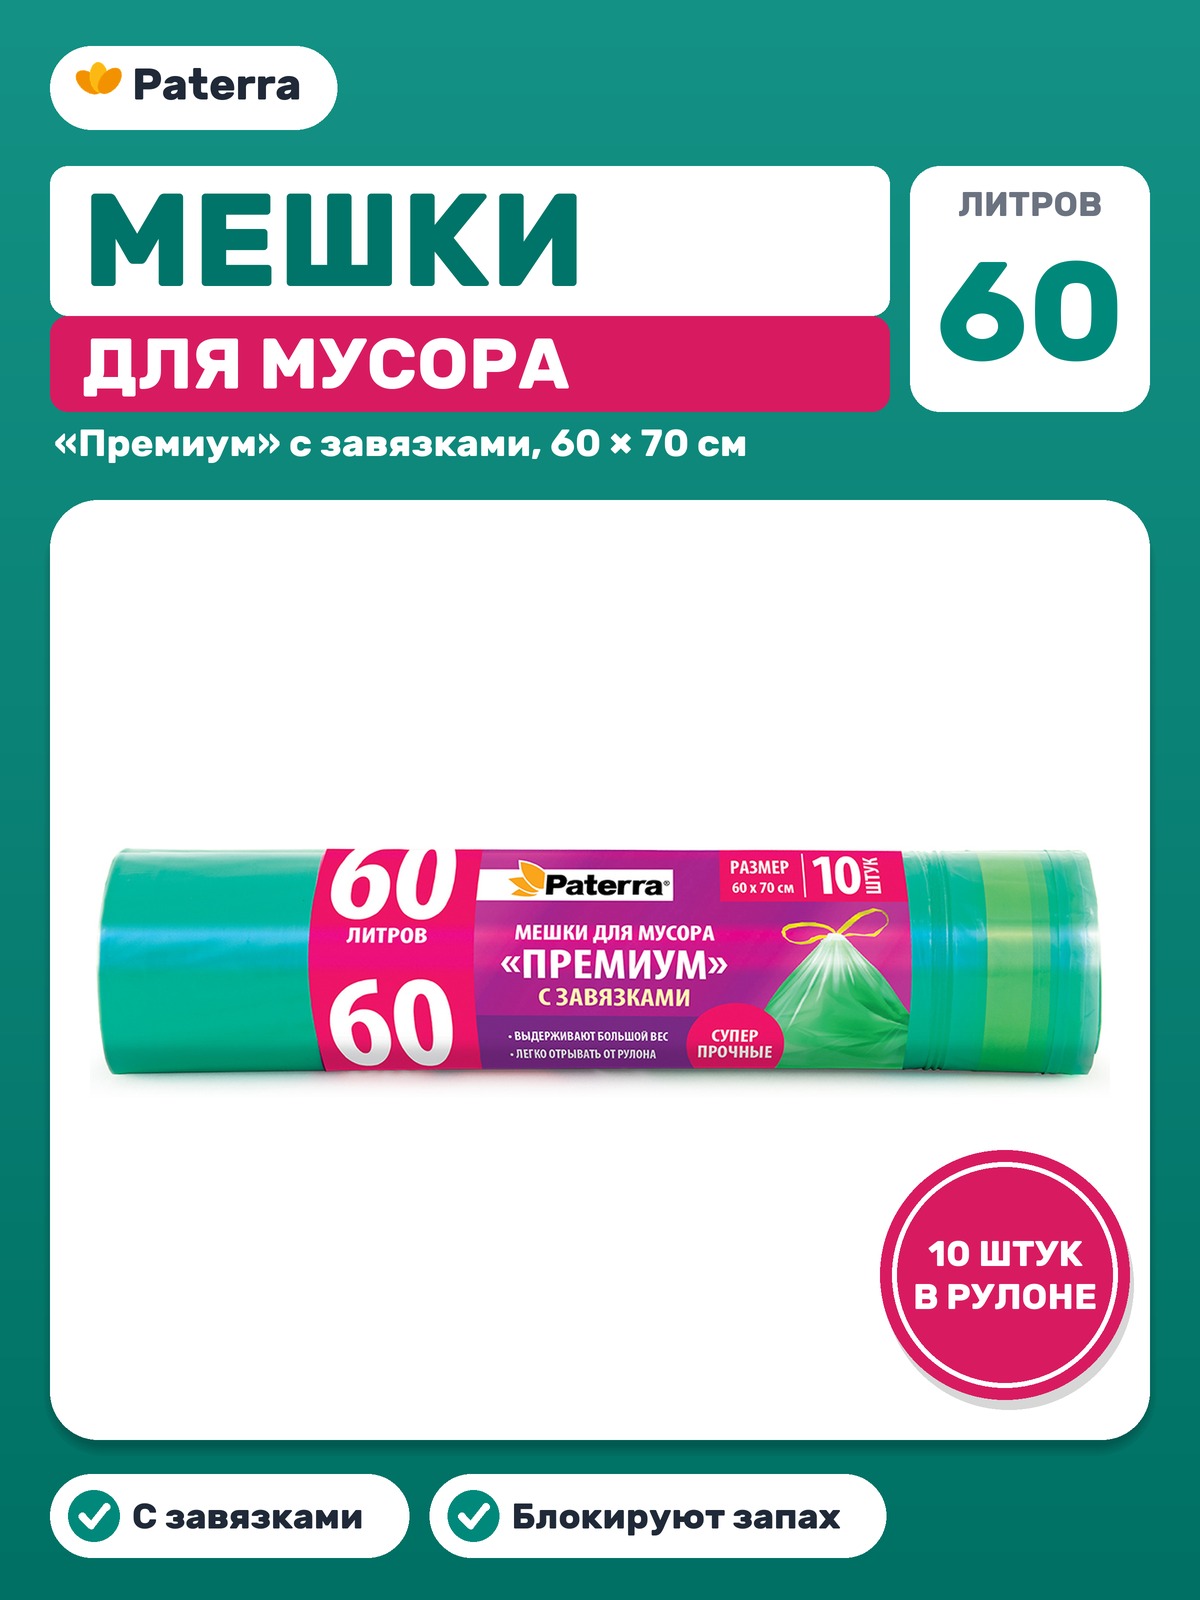 Paterra
МЕШКИ
ДЛЯ МУСОРА
ЛИТРОВ
60
«Премиум» с завязками, 60 × 70 см
60
ЛИТРОВ
60
Paterra®
МЕШКИ ДЛЯ МУСОРА
«ПРЕМИУМ»
С ЗАВЯЗКАМИ
• ВЫДЕРЖИВАЮТ БОЛЬШОЙ ВЕС
• ЛЕГКО ОТРЫВАТЬ ОТ РУЛОНА
РАЗМЕР
60 х 70 см
10 ШТУК
СУПЕР
ПРОЧНЫЕ
10 ШТУК
В РУЛОНЕ
С завязками
Блокируют запах